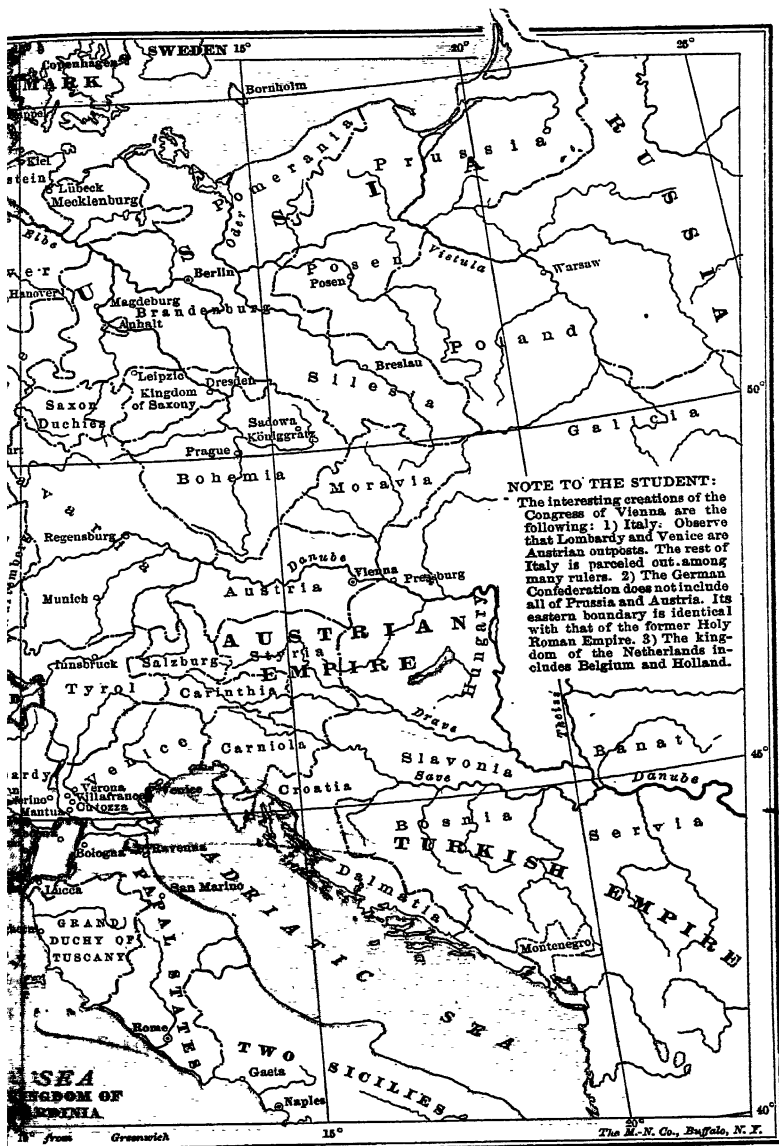 SWEDEN 15°
20°
25°
Copenhagen
MARK
Bornholm
Kiel
stein
Lübeck
Mecklenburg
Pomerania
Prussia
RUSSIA
U S I A
Elbe
Oder
Berlin
Posen
Posen
Vistula
Warsaw
ver
Hanover
Magdeburg
Brandenburg
Anhalt
Poland
Leipzic
Dresden
Kingdom
of Saxony
Breslau
Silesia
Saxon
Duchies
50°
Sadowa
Königgrätz
Galicia
Prague
Bohemia
Moravia
varia
NOTE TO THE STUDENT:
The interesting creations of the
Congress of Vienna are the
following: 1) Italy. Observe
that Lombardy and Venice are
Austrian outposts. The rest of
Italy is parceled out among
many rulers. 2) The German
Confederation does not include
all of Prussia and Austria. Its
eastern boundary is identical
with that of the former Holy
Roman Empire. 3) The king-
dom of the Netherlands in-
cludes Belgium and Holland.
Regensburg
Danube
Vienna
Pressburg
Munich
Austria
AUSTRIAN
EMPIRE
Hungary
Innsbruck
Salzburg
Styria
Tyrol
Carinthia
Drave
Theiss
Banat
45°
Venice
Carniola
Slavonia
ardy
Croatia
Save
Danube
Verona
Villafranca
Venice
Custozza
Mantua
Bosnia
Servia
TURKISH EMPIRE
Bologna
Ravenna
ADRIATIC SEA
Dalmatia
Lucca
San Marino
PAPAL STATES
GRAND
DUCHY OF
TUSCANY
Montenegro
Rome
TWO SICILIES
Gaeta
Naples
SEA
KINGDOM OF
ARDINIA
from Greenwich
15°
20°
40°
The M.-N. Co., Buffalo, N. Y.